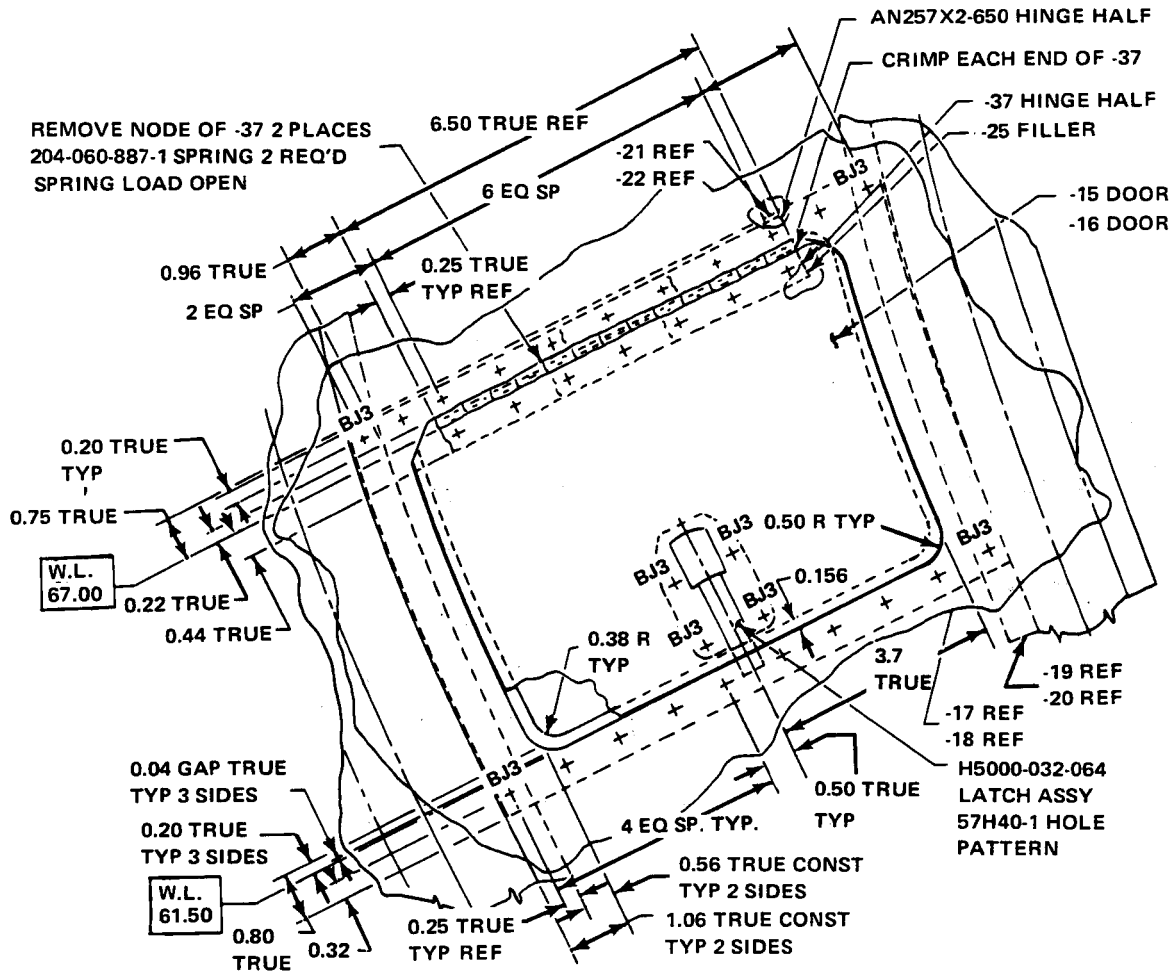 AN257X2-650 HINGE HALF
CRIMP EACH END OF -37
-37 HINGE HALF
-25 FILLER
REMOVE NODE OF -37 2 PLACES
204-060-887-1 SPRING 2 REQ'D
SPRING LOAD OPEN
6.50 TRUE REF
6 EQ SP
-21 REF
-22 REF
BJ3
-15 DOOR
-16 DOOR
0.96 TRUE
2 EQ SP
0.25 TRUE
TYP REF
BJ3
0.20 TRUE
TYP
0.75 TRUE
W.L.
67.00
0.22 TRUE
0.44 TRUE
0.50 R TYP
BJ3
BJ3
BJ3
BJ3
BJ3
0.156
0.38 R
TYP
3.7
TRUE
-19 REF
-20 REF
-17 REF
-18 REF
BJ3
0.04 GAP TRUE
TYP 3 SIDES
0.20 TRUE
TYP 3 SIDES
W.L.
61.50
0.80
TRUE
0.32
0.25 TRUE
TYP REF
4 EQ SP. TYP.
0.56 TRUE CONST
TYP 2 SIDES
1.06 TRUE CONST
TYP 2 SIDES
0.50 TRUE
TYP
H5000-032-064
LATCH ASSY
57H40-1 HOLE
PATTERN